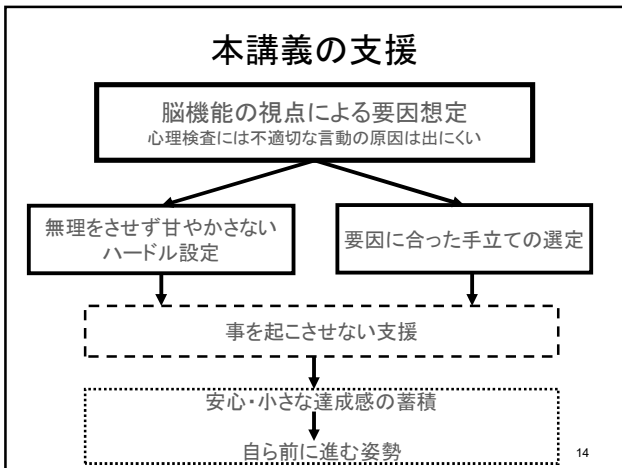 本講義の支援
脳機能の視点による要因想定
心理検査には不適切な言動の原因は出にくい
無理をさせず甘やかさない
ハードル設定
要因に合った手立ての選定
事を起こさせない支援
安心・小さな達成感の蓄積
自ら前に進む姿勢
14